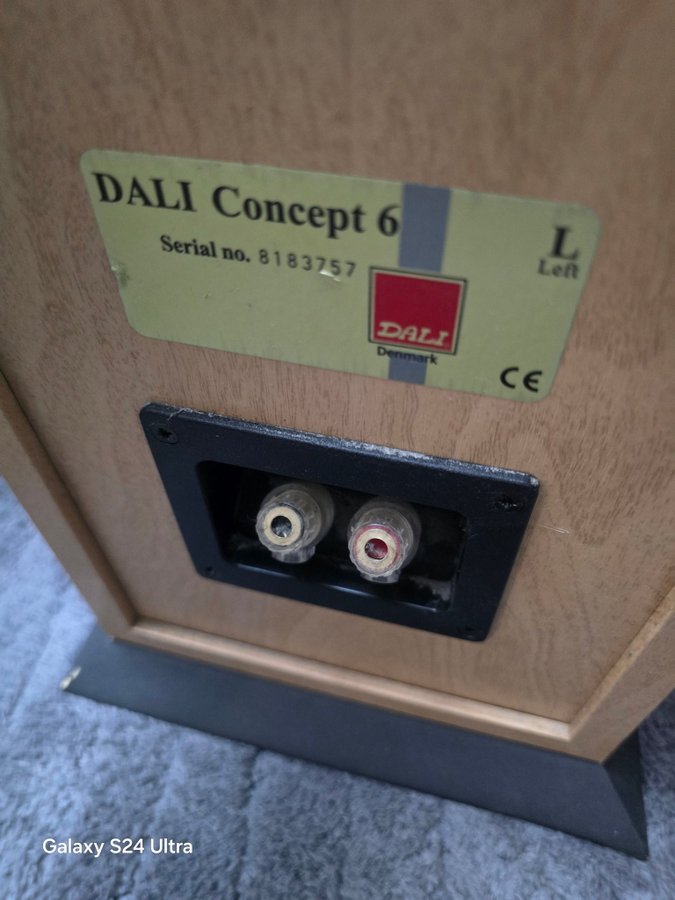 DALI Concept 6
L
Left
Serial no. 8183757
DALI
Denmark
CE
Galaxy S24 Ultra